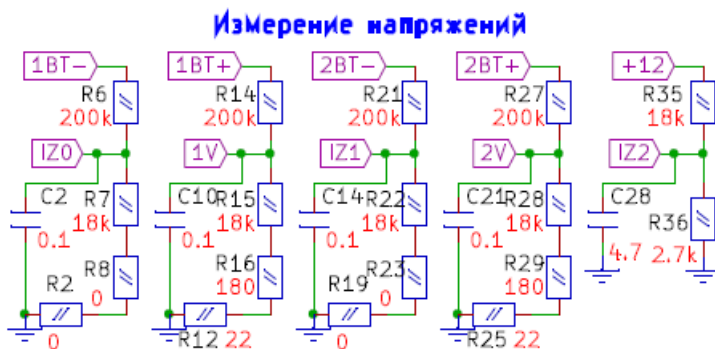 Измерение напряжений
1BT- 1BT+ 2BT- 2BT+ +12
R6 R14 R21 R27 R35
200k 200k 200k 200k 18k
IZ0 1V IZ1 2V IZ2
C2 R7 C10 R15 C14 R22 C21 R28 C28 R36
0.1 18k 0.1 18k 0.1 18k 0.1 18k 4.7 2.7k
R2 R8 R16 R19 R23 R29
0 180 0 180
0 R12 22 0 R25 22